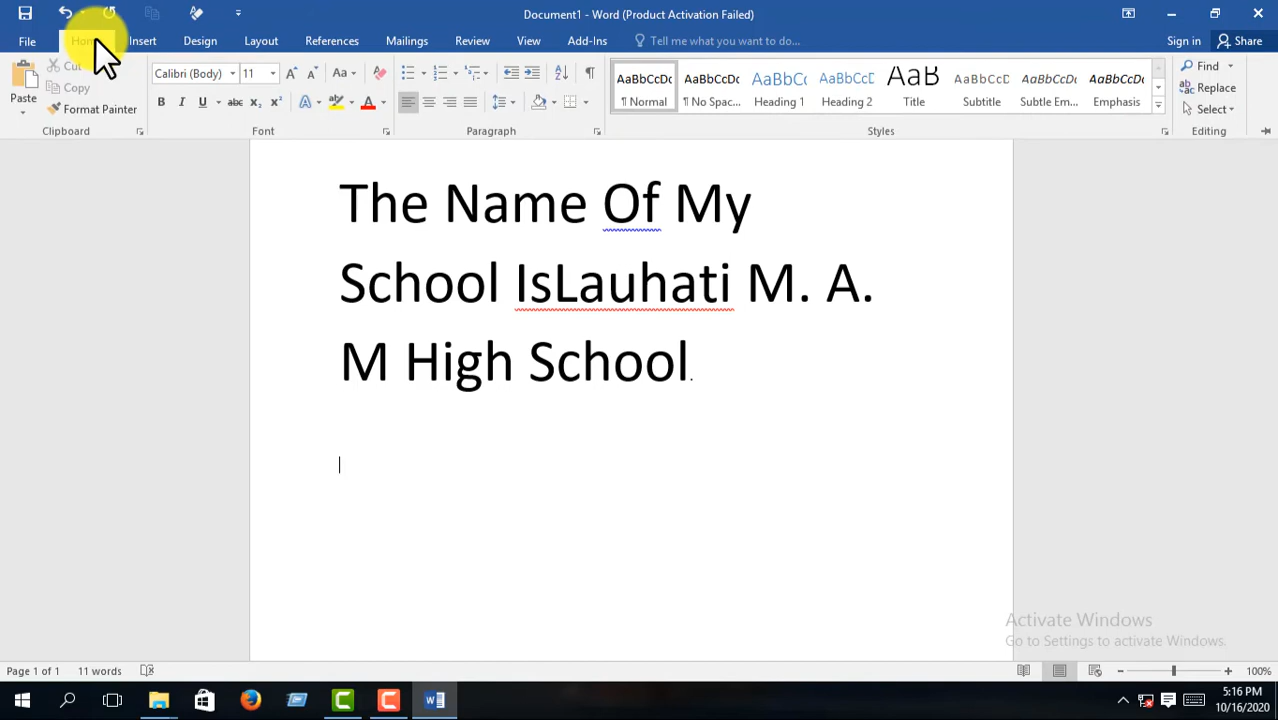 Document1 - Word (Product Activation Failed)
File Insert Design Layout References Mailings Review View Add-Ins Tell me what you want to do... Sign in Share
Paste
Cut
Copy
Format Painter
Clipboard
Calibri (Body) 11
Font
Paragraph
AaBbCcDc ¶ Normal
AaBbCcDc ¶ No Spac...
AaBbCc Heading 1
AaBbCcD Heading 2
AaB Title
AaBbCcD Subtitle
AaBbCcDc Subtle Em...
AaBbCcDc Emphasis
Styles
Find
Replace
Select
Editing
The Name Of My
School IsLauhati M. A.
M High School.
Activate Windows
Go to Settings to activate Windows.
Page 1 of 1 11 words 100%
5:16 PM
10/16/2020